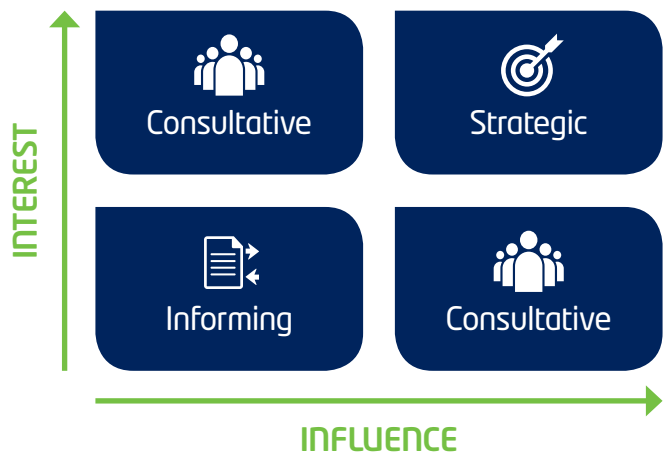 Consultative
Strategic
INTEREST
Informing
Consultative
INFLUENCE